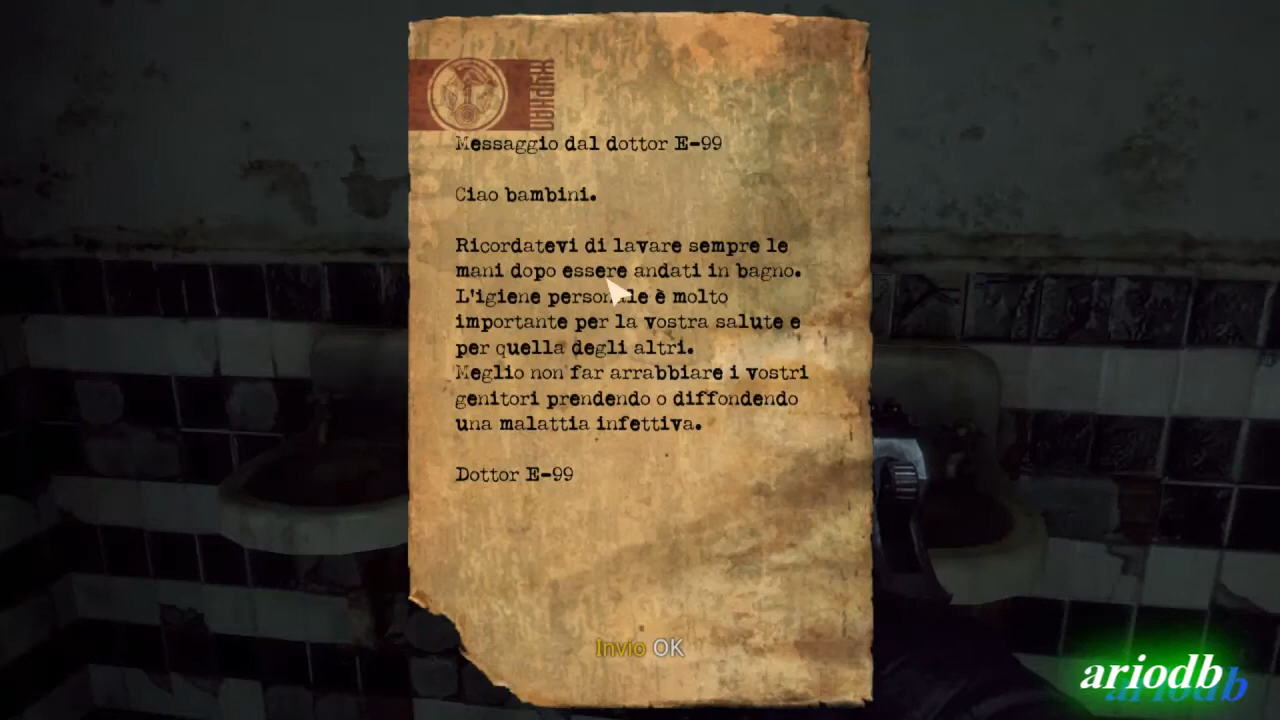 Messaggio dal dottor E-99
Ciao bambini.
Ricordatevi di lavare sempre le
mani dopo essere andati in bagno.
L'igiene personale è molto
importante per la vostra salute e
per quella degli altri.
Meglio non far arrabbiare i vostri
genitori prendendo o diffondendo
una malattia infettiva.
Dottor E-99
Invio OK
ariodb